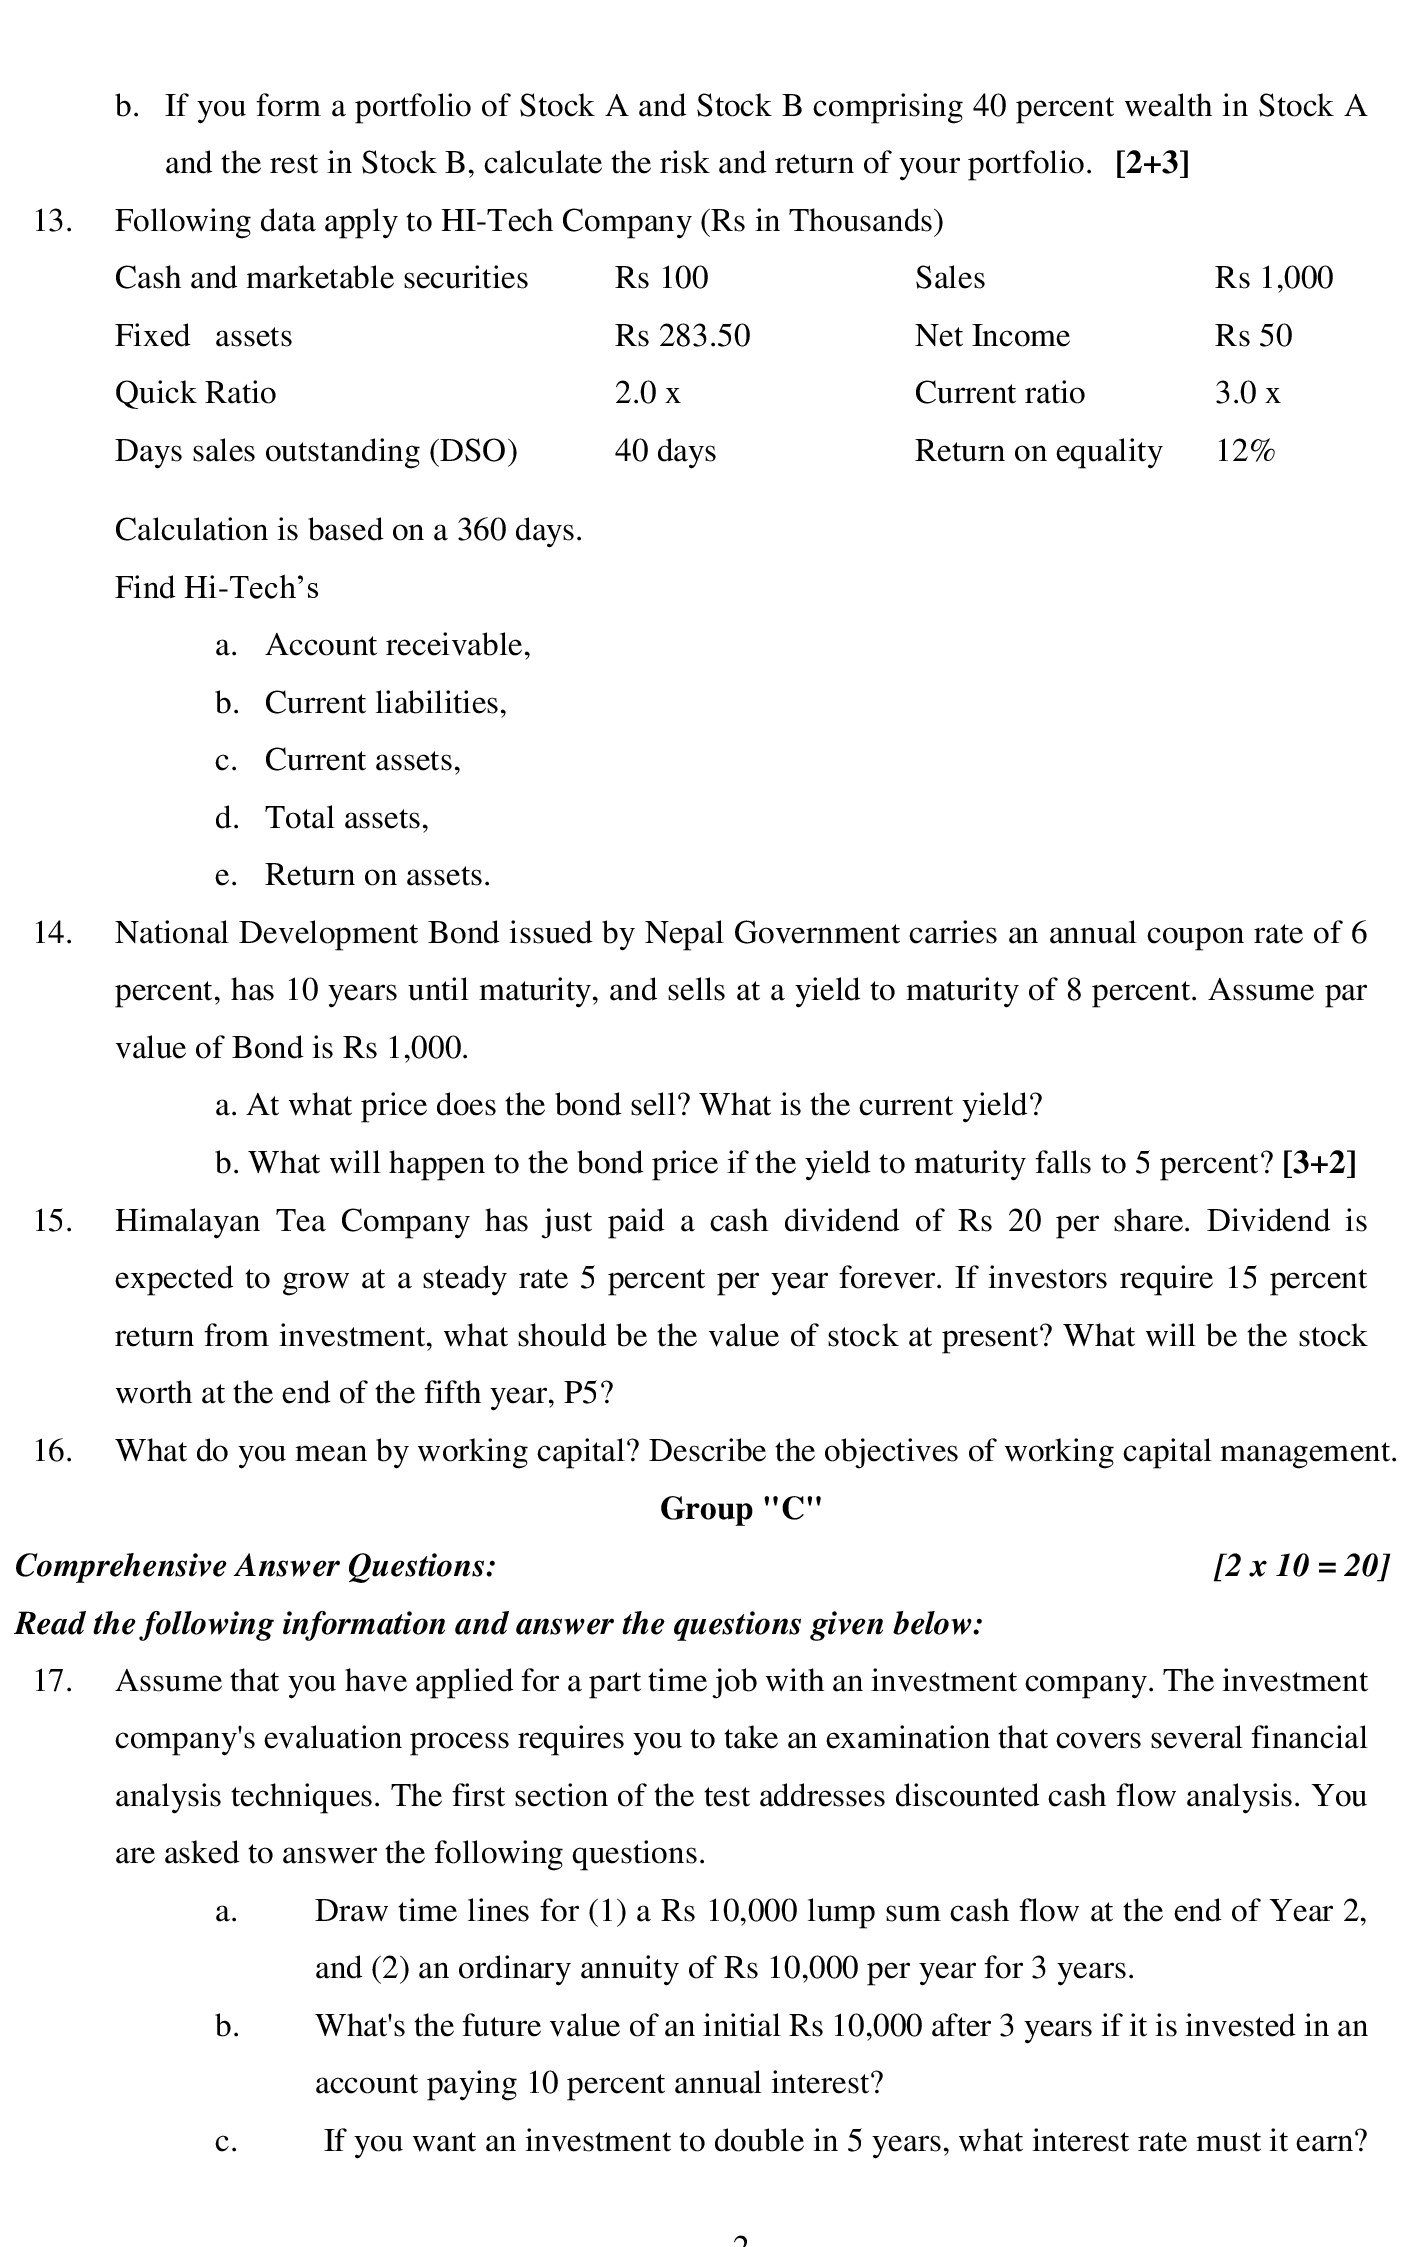 b. If you form a portfolio of Stock A and Stock B comprising 40 percent wealth in Stock A
and the rest in Stock B, calculate the risk and return of your portfolio. [2+3]
13. Following data apply to HI-Tech Company (Rs in Thousands)
Cash and marketable securities Rs 100 Sales Rs 1,000
Fixed assets Rs 283.50 Net Income Rs 50
Quick Ratio 2.0 x Current ratio 3.0 x
Days sales outstanding (DSO) 40 days Return on equality 12%
Calculation is based on a 360 days.
Find Hi-Tech's
a. Account receivable,
b. Current liabilities,
c. Current assets,
d. Total assets,
e. Return on assets.
14. National Development Bond issued by Nepal Government carries an annual coupon rate of 6
percent, has 10 years until maturity, and sells at a yield to maturity of 8 percent. Assume par
value of Bond is Rs 1,000.
a. At what price does the bond sell? What is the current yield?
b. What will happen to the bond price if the yield to maturity falls to 5 percent? [3+2]
15. Himalayan Tea Company has just paid a cash dividend of Rs 20 per share. Dividend is
expected to grow at a steady rate 5 percent per year forever. If investors require 15 percent
return from investment, what should be the value of stock at present? What will be the stock
worth at the end of the fifth year, P5?
16. What do you mean by working capital? Describe the objectives of working capital management.
Group "C"
Comprehensive Answer Questions: [2 x 10 = 20]
Read the following information and answer the questions given below:
17. Assume that you have applied for a part time job with an investment company. The investment
company's evaluation process requires you to take an examination that covers several financial
analysis techniques. The first section of the test addresses discounted cash flow analysis. You
are asked to answer the following questions.
a. Draw time lines for (1) a Rs 10,000 lump sum cash flow at the end of Year 2,
and (2) an ordinary annuity of Rs 10,000 per year for 3 years.
b. What's the future value of an initial Rs 10,000 after 3 years if it is invested in an
account paying 10 percent annual interest?
c. If you want an investment to double in 5 years, what interest rate must it earn?